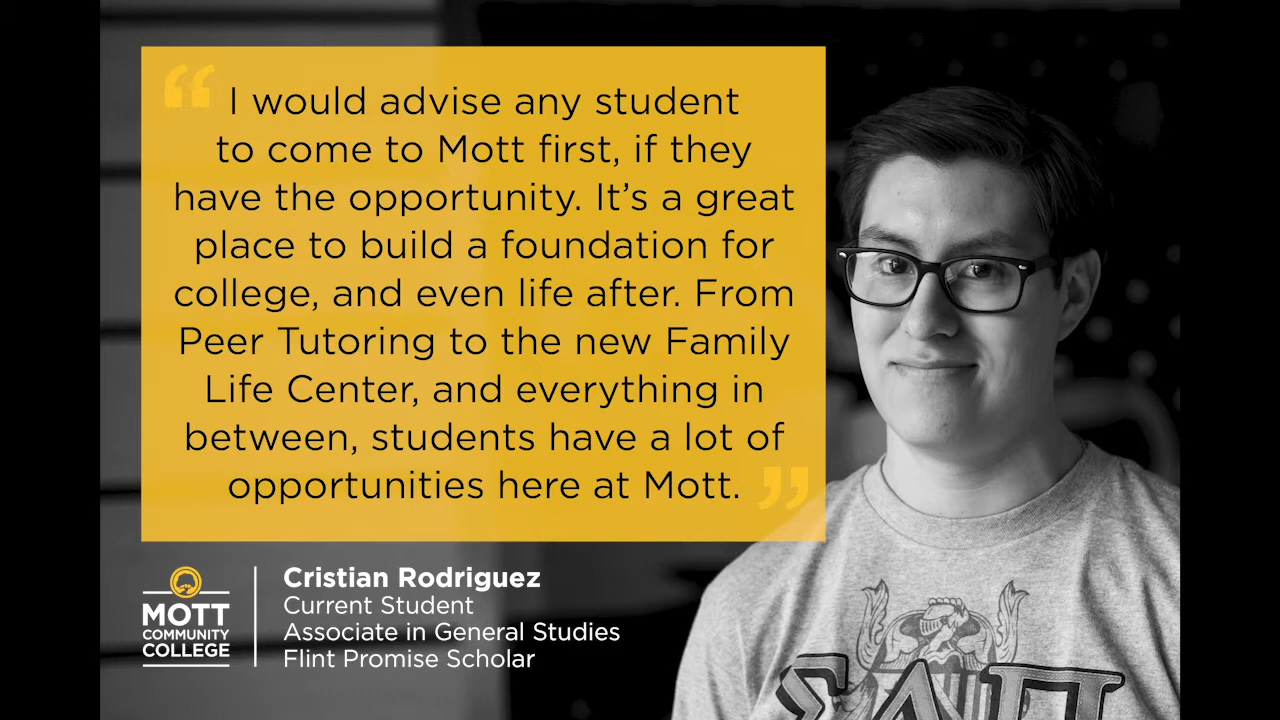 “ I would advise any student
to come to Mott first, if they
have the opportunity. It’s a great
place to build a foundation for
college, and even life after. From
Peer Tutoring to the new Family
Life Center, and everything in
between, students have a lot of
opportunities here at Mott. ”
MOTT
COMMUNITY
COLLEGE
Cristian Rodriguez
Current Student
Associate in General Studies
Flint Promise Scholar